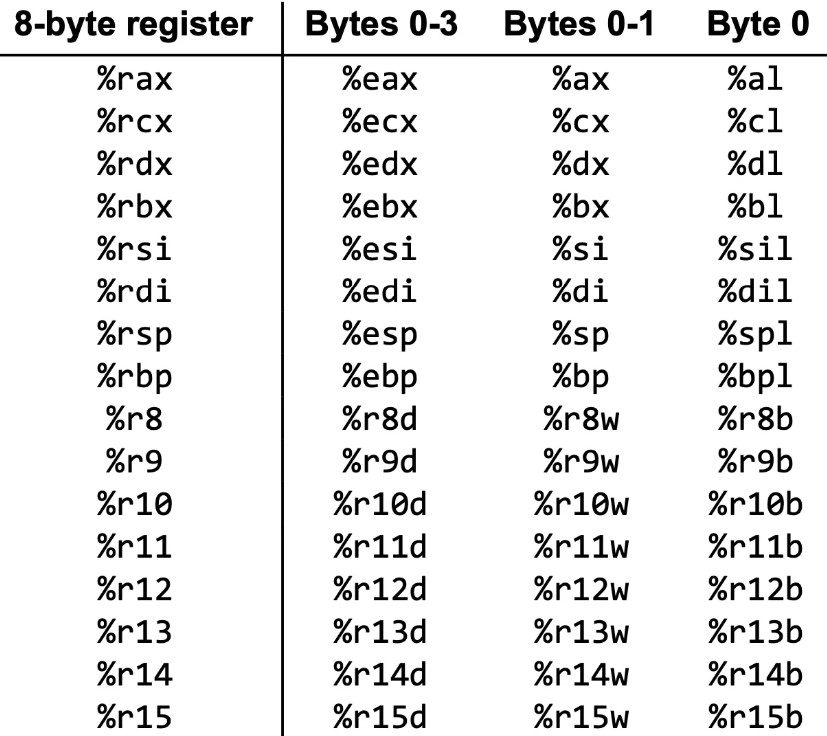 8-byte register Bytes 0-3 Bytes 0-1 Byte 0
%rax %eax %ax %al
%rcx %ecx %cx %cl
%rdx %edx %dx %dl
%rbx %ebx %bx %bl
%rsi %esi %si %sil
%rdi %edi %di %dil
%rsp %esp %sp %spl
%rbp %ebp %bp %bpl
%r8 %r8d %r8w %r8b
%r9 %r9d %r9w %r9b
%r10 %r10d %r10w %r10b
%r11 %r11d %r11w %r11b
%r12 %r12d %r12w %r12b
%r13 %r13d %r13w %r13b
%r14 %r14d %r14w %r14b
%r15 %r15d %r15w %r15b